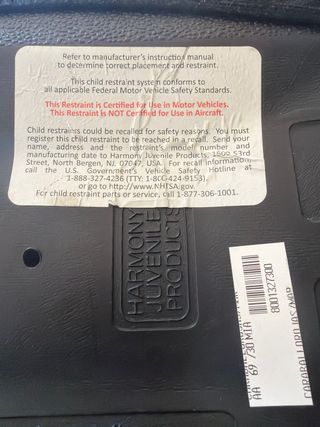 Refer to manufacturer's instruction manual
to determine correct placement and restraint.
This child restraint system conforms to
all applicable Federal Motor Vehicle Safety Standards.
This Restraint is Certified for Use in Motor Vehicles.
This Restraint is NOT Certified for Use in Aircraft.
Child restraints could be recalled for safety reasons. You must
register this child restraint to be reached in a recall. Send your
name, address and the restraint's model number and
manufacturing date to Harmony Juvenile Products, 1500 53rd
Street, North Bergen, NJ. 07047, USA. For recall information,
call the U.S. Government's Vehicle Safety Hotline at
1-888-327-4236 (TTY: 1-800-424-9153),
or go to http://www.NHTSA.gov
For child restraint parts or service, call 1-877-306-1001.
HARMONY
JUVENILE
PRODUCTS
AA 69/730 M1A
8001327300